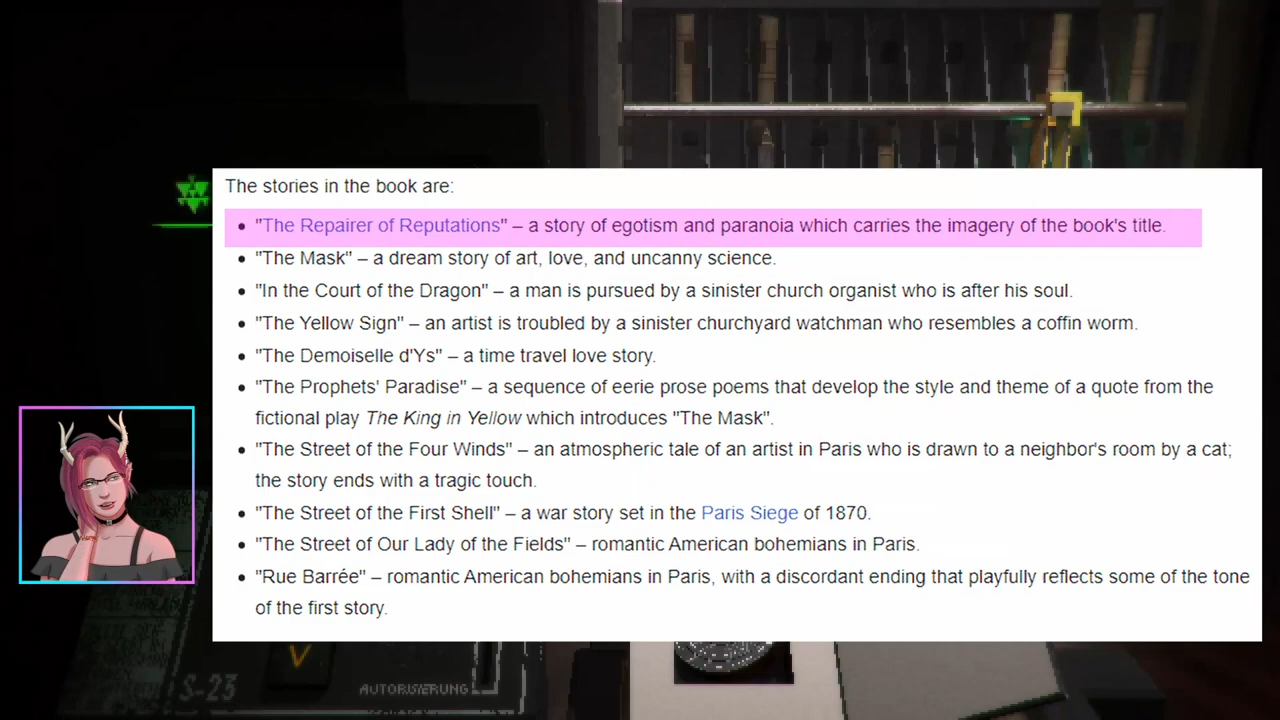 The stories in the book are:
• "The Repairer of Reputations" – a story of egotism and paranoia which carries the imagery of the book's title.
• "The Mask" – a dream story of art, love, and uncanny science.
• "In the Court of the Dragon" – a man is pursued by a sinister church organist who is after his soul.
• "The Yellow Sign" – an artist is troubled by a sinister churchyard watchman who resembles a coffin worm.
• "The Demoiselle d'Ys" – a time travel love story.
• "The Prophets' Paradise" – a sequence of eerie prose poems that develop the style and theme of a quote from the
fictional play The King in Yellow which introduces "The Mask".
• "The Street of the Four Winds" – an atmospheric tale of an artist in Paris who is drawn to a neighbor's room by a cat;
the story ends with a tragic touch.
• "The Street of the First Shell" – a war story set in the Paris Siege of 1870.
• "The Street of Our Lady of the Fields" – romantic American bohemians in Paris.
• "Rue Barrée" – romantic American bohemians in Paris, with a discordant ending that playfully reflects some of the tone
of the first story.
V
S-23
AUTORISIERUNG